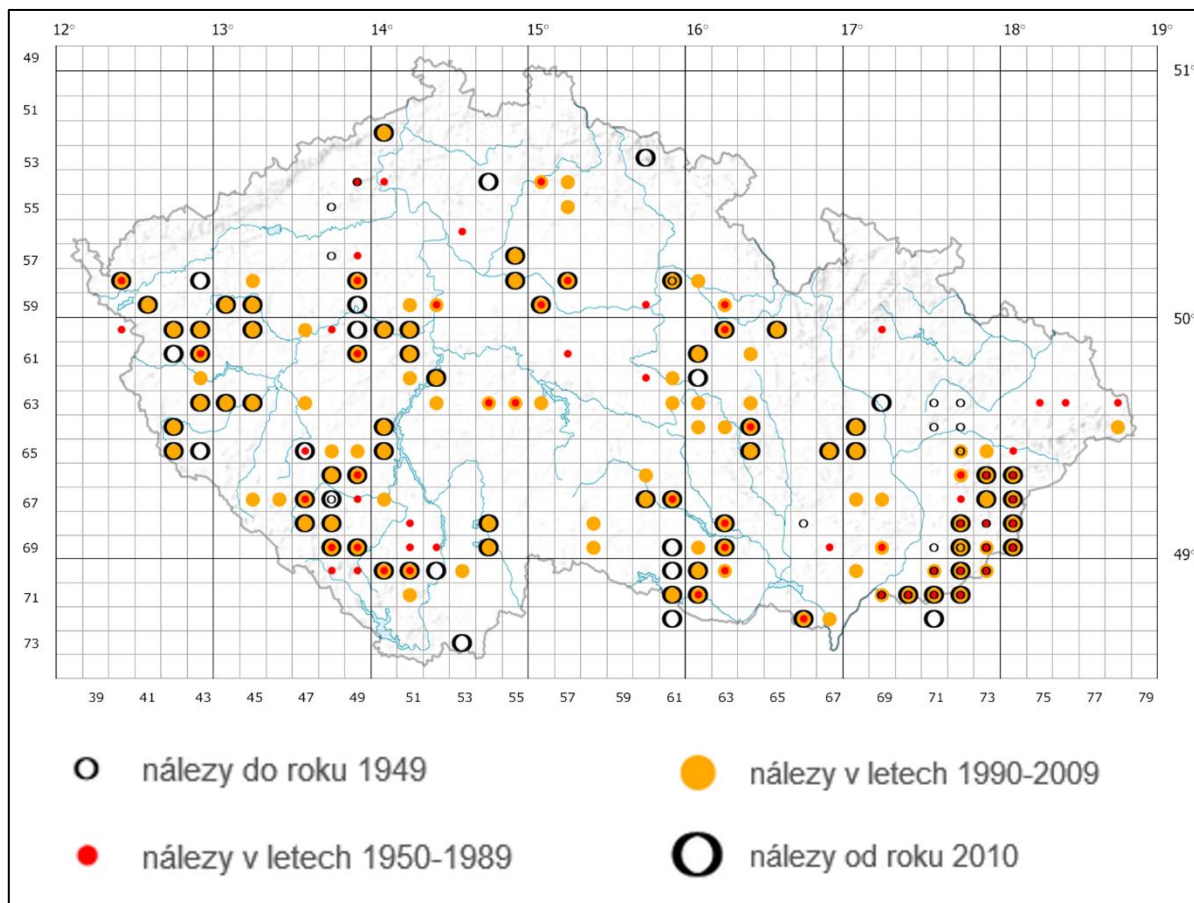 12° 13° 14° 15° 16° 17° 18° 19°
49
51°
51
53
55
57
59
50°
61
63
65
67
69
49°
71
73
39 41 43 45 47 49 51 53 55 57 59 61 63 65 67 69 71 73 75 77 79
nálezy do roku 1949
nálezy v letech 1990-2009
nálezy v letech 1950-1989
nálezy od roku 2010